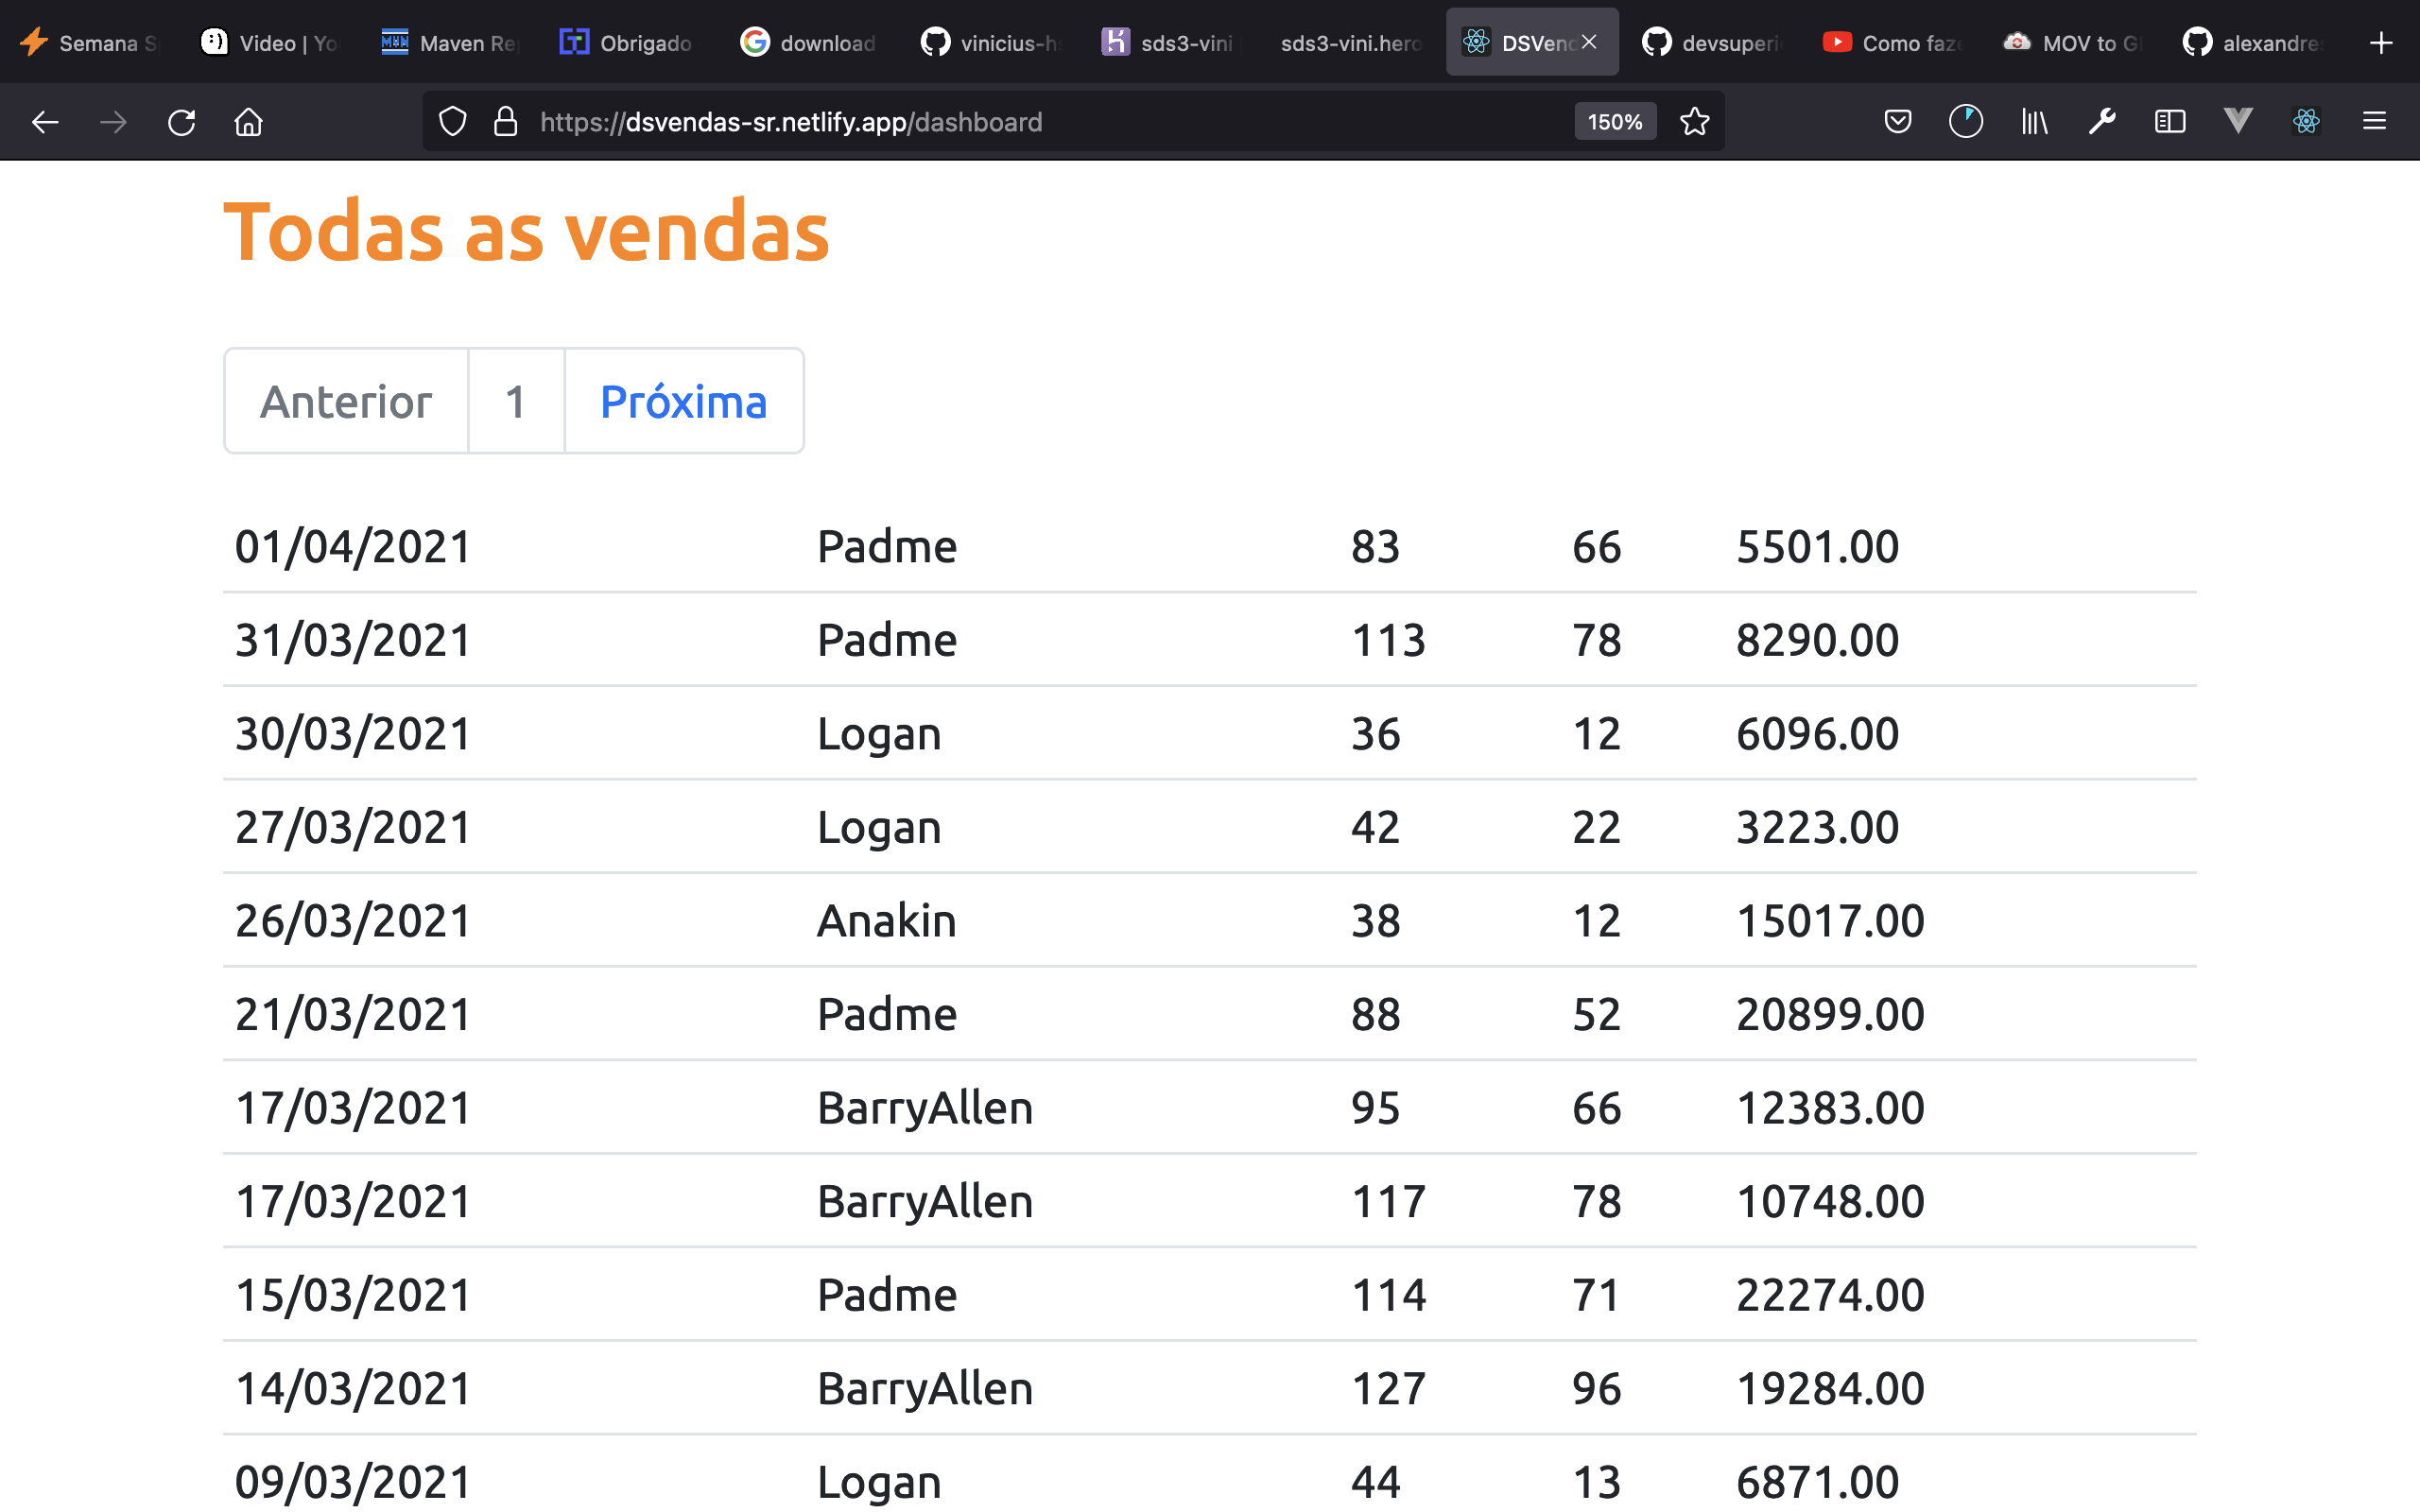 Semana S Video | Yo Maven Re Obrigado download vinicius-h sds3-vini sds3-vini.hero DSVend devsuperi Como faze MOV to G alexandre
https://dsvendas-sr.netlify.app/dashboard 150%
Todas as vendas
Anterior 1 Próxima
01/04/2021 Padme 83 66 5501.00
31/03/2021 Padme 113 78 8290.00
30/03/2021 Logan 36 12 6096.00
27/03/2021 Logan 42 22 3223.00
26/03/2021 Anakin 38 12 15017.00
21/03/2021 Padme 88 52 20899.00
17/03/2021 BarryAllen 95 66 12383.00
17/03/2021 BarryAllen 117 78 10748.00
15/03/2021 Padme 114 71 22274.00
14/03/2021 BarryAllen 127 96 19284.00
09/03/2021 Logan 44 13 6871.00